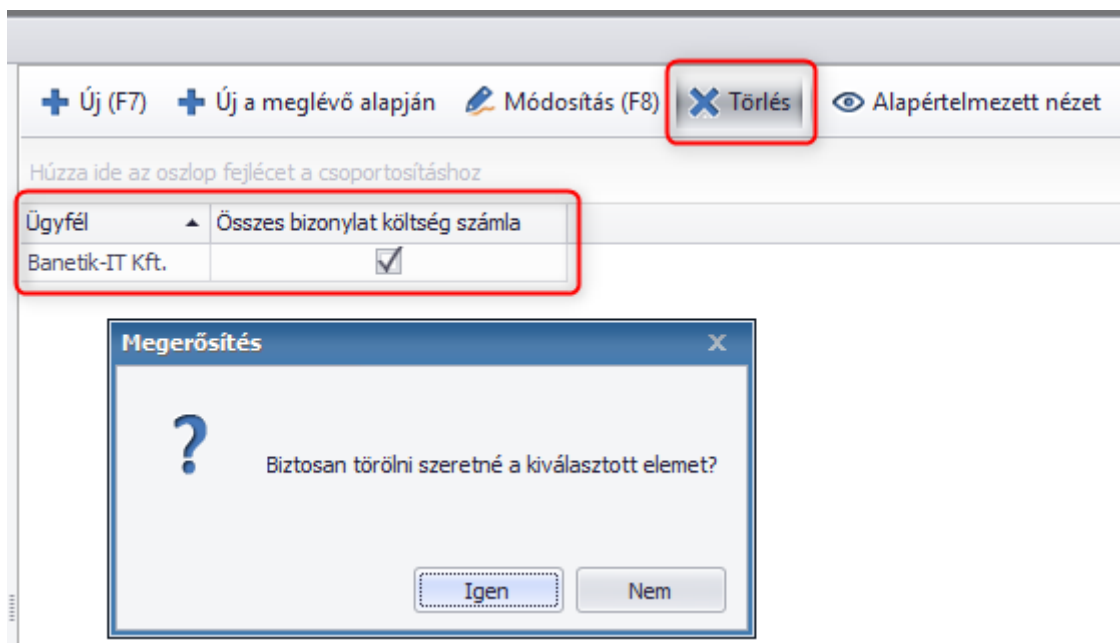 Új (F7) Új a meglévő alapján Módosítás (F8) Törlés Alapértelmezett nézet
Húzza ide az oszlop fejlécet a csoportosításhoz
Ügyfél Összes bizonylat költség számla
Banetik-IT Kft.
Megerősítés
Biztosan törölni szeretné a kiválasztott elemet?
Igen Nem